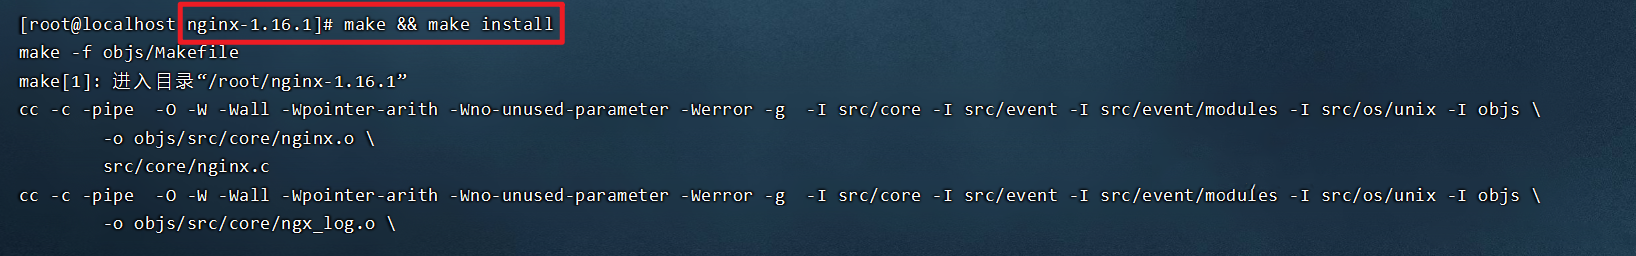 [root@localhost nginx-1.16.1]# make && make install
make -f objs/Makefile
make[1]: 进入目录“/root/nginx-1.16.1”
cc -c -pipe  -O -W -Wall -Wpointer-arith -Wno-unused-parameter -Werror -g  -I src/core -I src/event -I src/event/modules -I src/os/unix -I objs \
        -o objs/src/core/nginx.o \
        src/core/nginx.c
cc -c -pipe  -O -W -Wall -Wpointer-arith -Wno-unused-parameter -Werror -g  -I src/core -I src/event -I src/event/modules -I src/os/unix -I objs \
        -o objs/src/core/ngx_log.o \